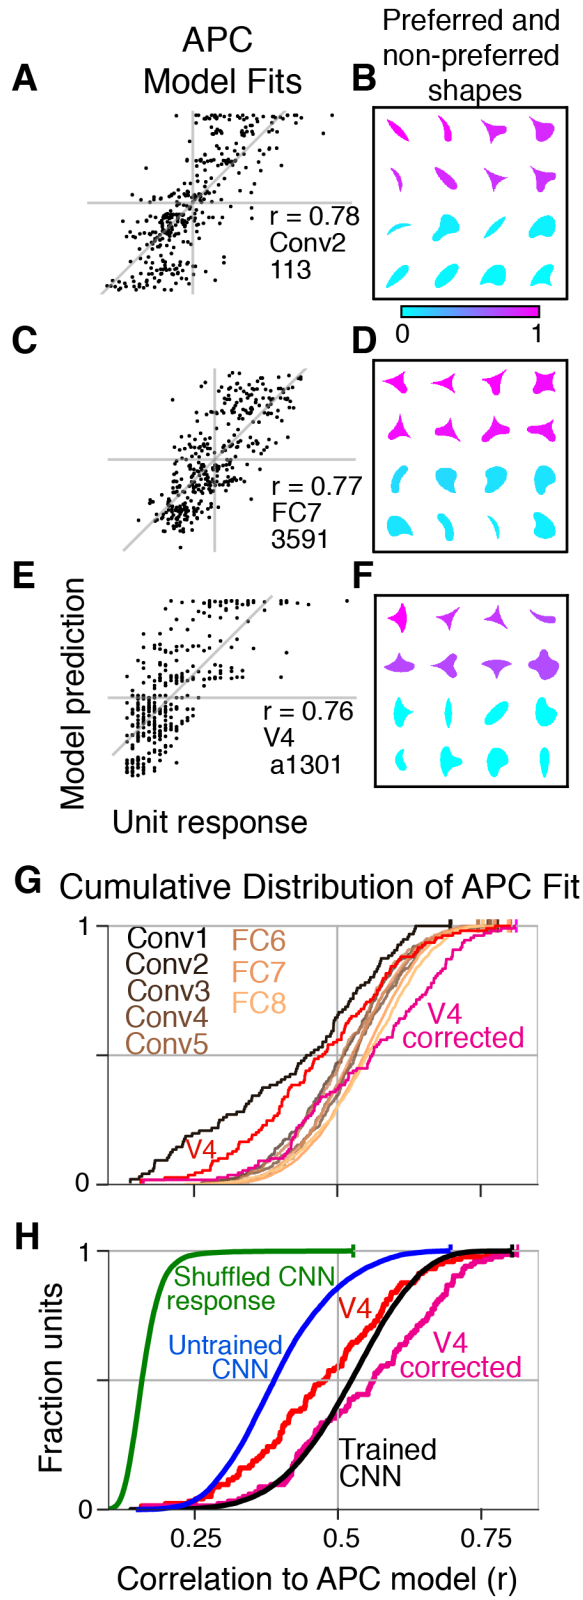 APC
Model Fits
Preferred and
non-preferred
shapes
A
B
r = 0.78
Conv2
113
0
1
C
D
r = 0.77
FC7
3591
E
F
Model prediction
r = 0.76
V4
a1301
Unit response
G
Cumulative Distribution of APC Fit
1
Conv1
Conv2
Conv3
Conv4
Conv5
FC6
FC7
FC8
V4
corrected
V4
0
H
1
Shuffled CNN
response
Untrained
CNN
V4
V4
corrected
Trained
CNN
Fraction units
0
0.25
0.5
0.75
Correlation to APC model (r)